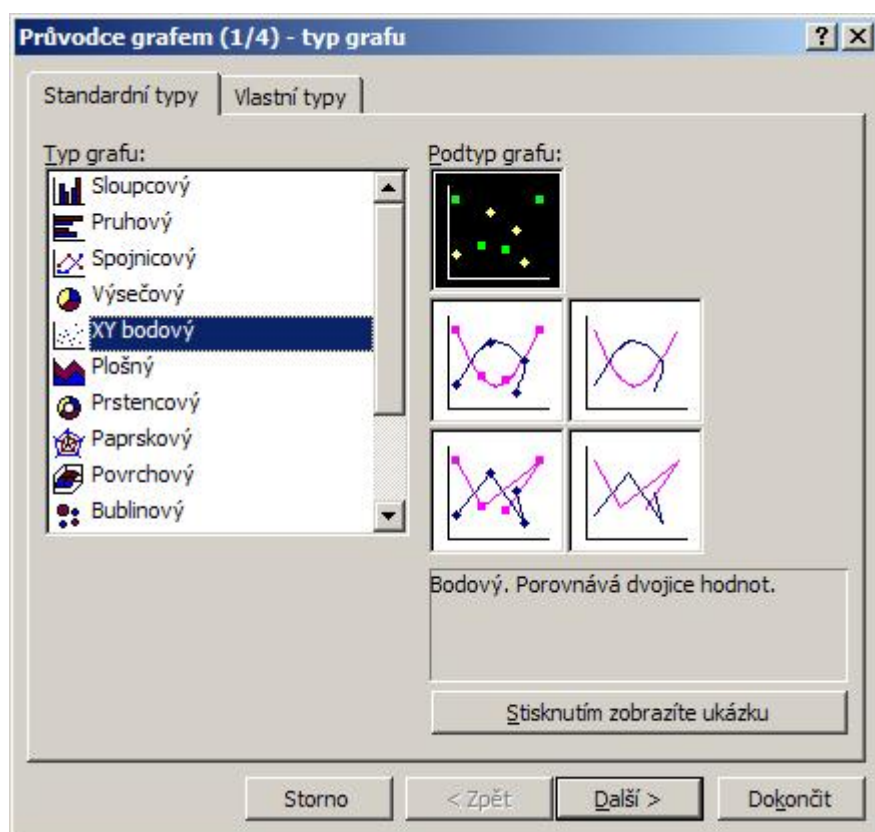 Průvodce grafem (1/4) - typ grafu
Standardní typy
Vlastní typy
Typ grafu:
Sloupcový
Pruhový
Spojnicový
Výsečový
XY bodový
Plošný
Prstencový
Paprskový
Povrchový
Bublinový
Podtyp grafu:
Bodový. Porovnává dvojice hodnot.
Stisknutím zobrazíte ukázku
Storno
< Zpět
Další >
Dokončit